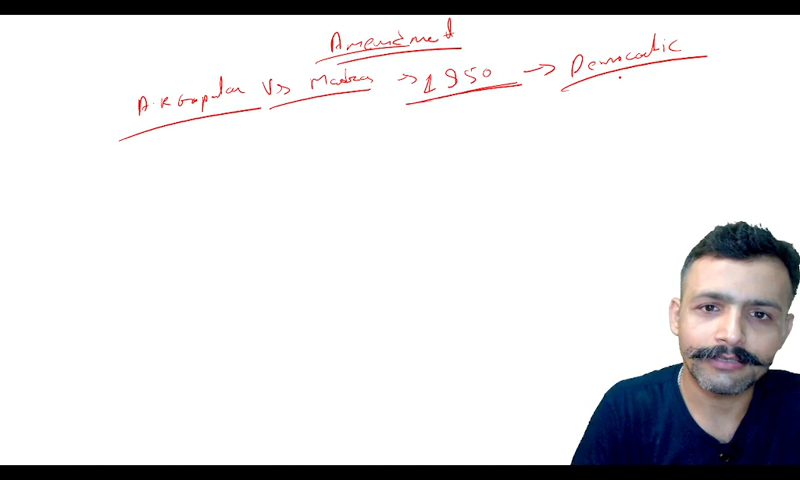 Amendment
A.K Gopalan Vs Madras → 1950 → Democratic